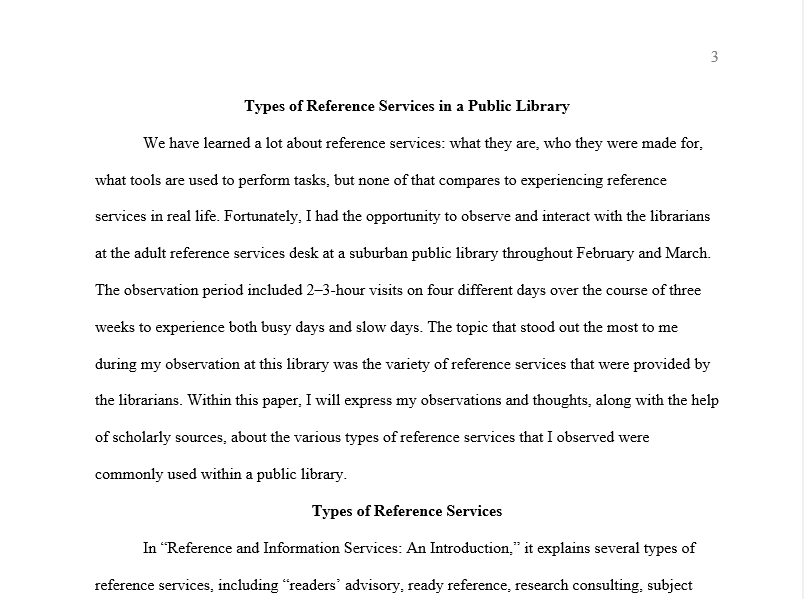 3
Types of Reference Services in a Public Library
We have learned a lot about reference services: what they are, who they were made for,
what tools are used to perform tasks, but none of that compares to experiencing reference
services in real life. Fortunately, I had the opportunity to observe and interact with the librarians
at the adult reference services desk at a suburban public library throughout February and March.
The observation period included 2–3-hour visits on four different days over the course of three
weeks to experience both busy days and slow days. The topic that stood out the most to me
during my observation at this library was the variety of reference services that were provided by
the librarians. Within this paper, I will express my observations and thoughts, along with the help
of scholarly sources, about the various types of reference services that I observed were
commonly used within a public library.
Types of Reference Services
In “Reference and Information Services: An Introduction,” it explains several types of
reference services, including “readers’ advisory, ready reference, research consulting, subject